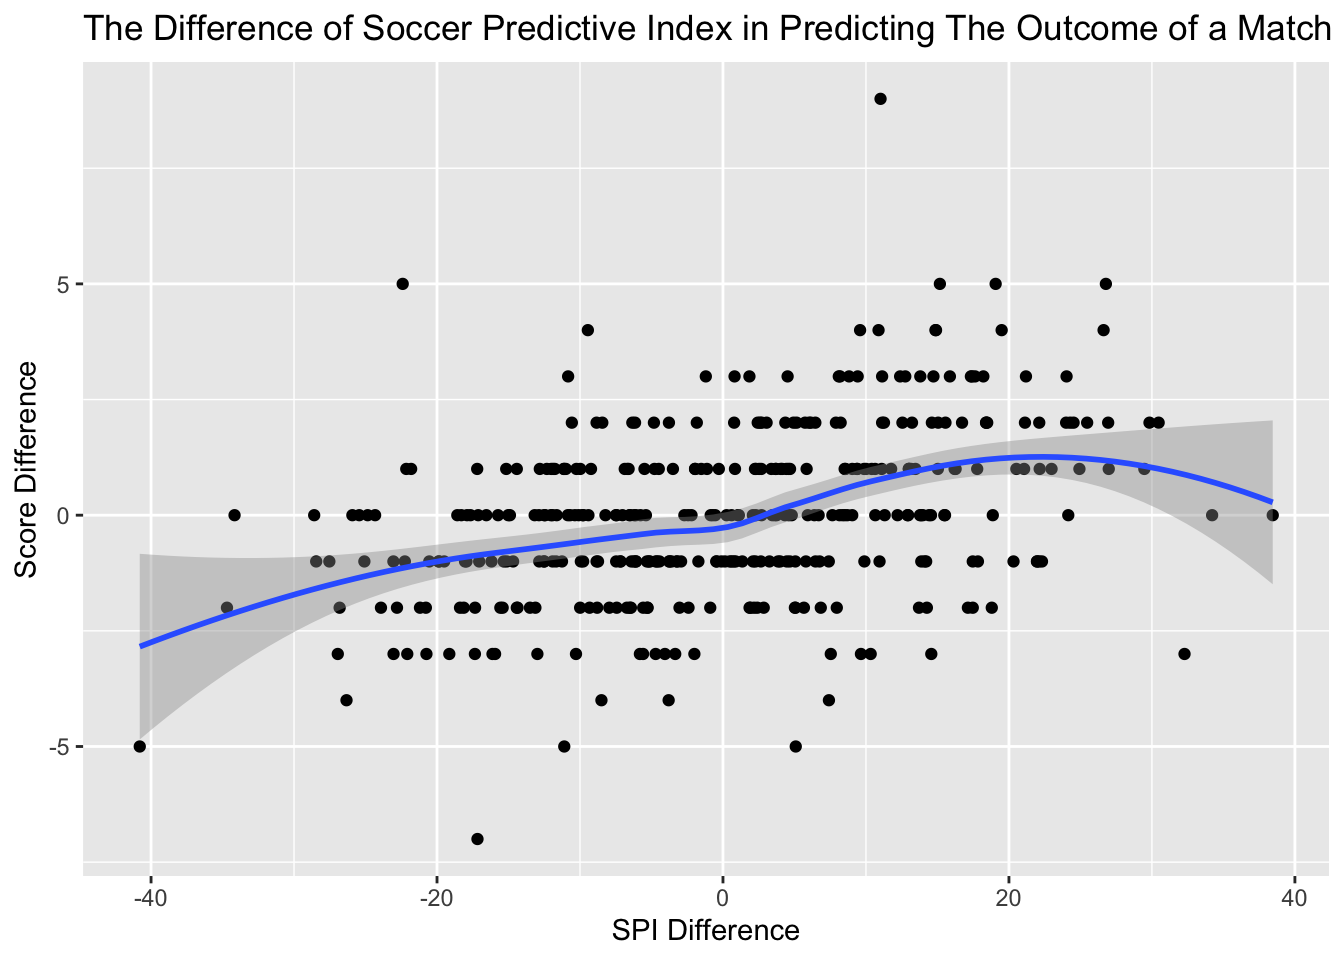 The Difference of Soccer Predictive Index in Predicting The Outcome of a Match
5
0
-5
Score Difference
-40
-20
0
20
40
SPI Difference